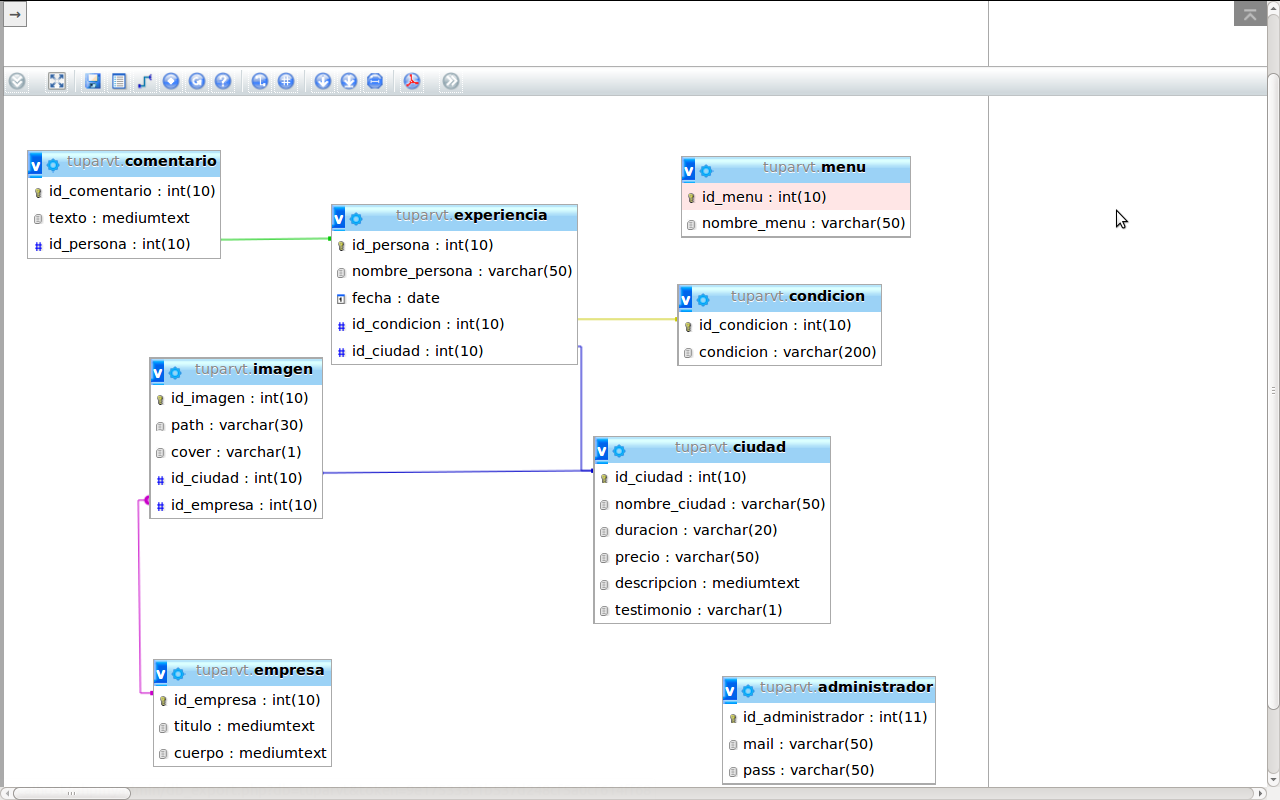 →
tuparvt.comentario
id_comentario : int(10)
texto : mediumtext
id_persona : int(10)
tuparvt.experiencia
id_persona : int(10)
nombre_persona : varchar(50)
fecha : date
id_condicion : int(10)
id_ciudad : int(10)
tuparvt.menu
id_menu : int(10)
nombre_menu : varchar(50)
tuparvt.condicion
id_condicion : int(10)
condicion : varchar(200)
tuparvt.imagen
id_imagen : int(10)
path : varchar(30)
cover : varchar(1)
id_ciudad : int(10)
id_empresa : int(10)
tuparvt.ciudad
id_ciudad : int(10)
nombre_ciudad : varchar(50)
duracion : varchar(20)
precio : varchar(50)
descripcion : mediumtext
testimonio : varchar(1)
tuparvt.empresa
id_empresa : int(10)
titulo : mediumtext
cuerpo : mediumtext
tuparvt.administrador
id_administrador : int(11)
mail : varchar(50)
pass : varchar(50)